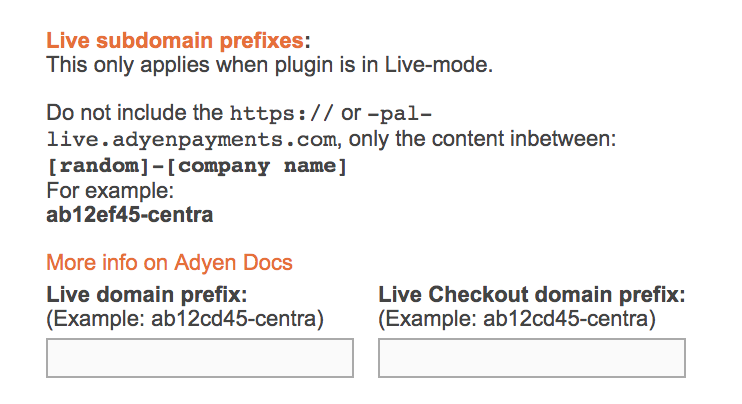 Live subdomain prefixes:
This only applies when plugin is in Live-mode.
Do not include the https:// or -pal-
live.adyenpayments.com, only the content inbetween:
[random]-[company name]
For example:
ab12ef45-centra
More info on Adyen Docs
Live domain prefix:
(Example: ab12cd45-centra)
Live Checkout domain prefix:
(Example: ab12cd45-centra)